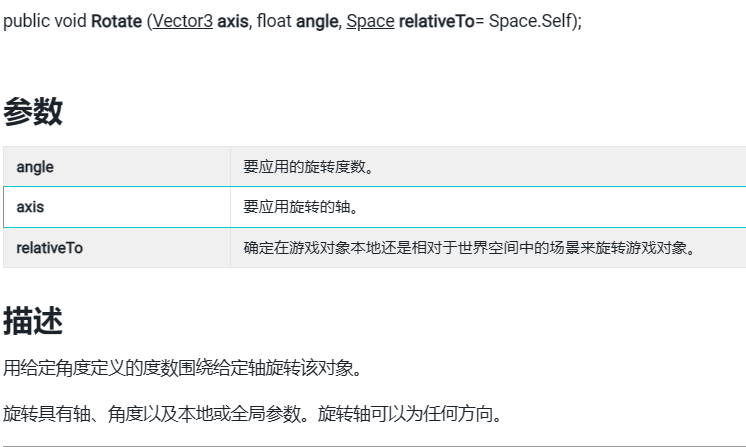 public void Rotate (Vector3 axis, float angle, Space relativeTo= Space.Self);
参数
angle 要应用的旋转度数。
axis 要应用旋转的轴。
relativeTo 确定在游戏对象本地还是相对于世界空间中的场景来旋转游戏对象。
描述
用给定角度定义的度数围绕给定轴旋转该对象。
旋转具有轴、角度以及本地或全局参数。旋转轴可以为任何方向。